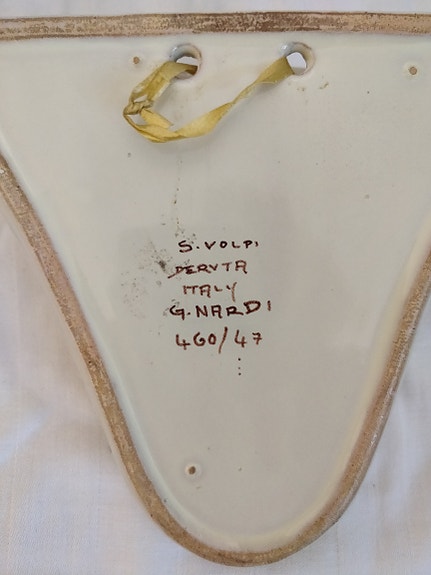 S. VOLPI
DERVTA
ITALY
G. NARDI
460/47